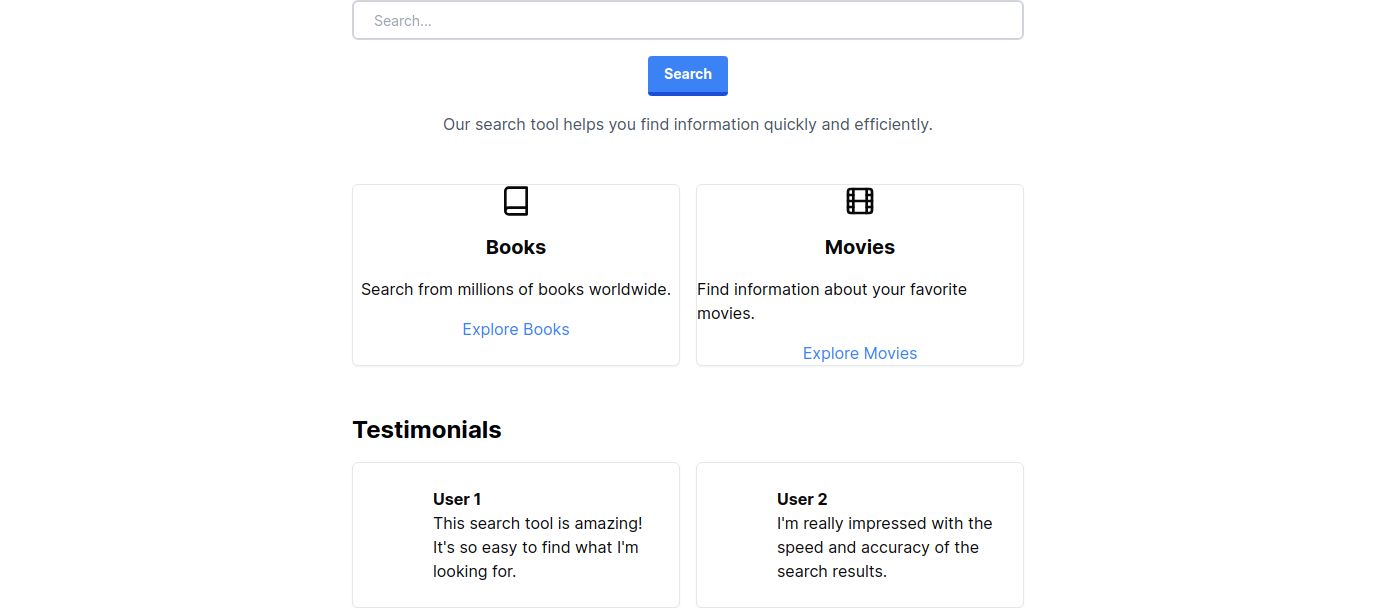 Search...
Search
Our search tool helps you find information quickly and efficiently.
Books
Search from millions of books worldwide.
Explore Books
Movies
Find information about your favorite
movies.
Explore Movies
Testimonials
User 1
This search tool is amazing!
It's so easy to find what I'm
looking for.
User 2
I'm really impressed with the
speed and accuracy of the
search results.